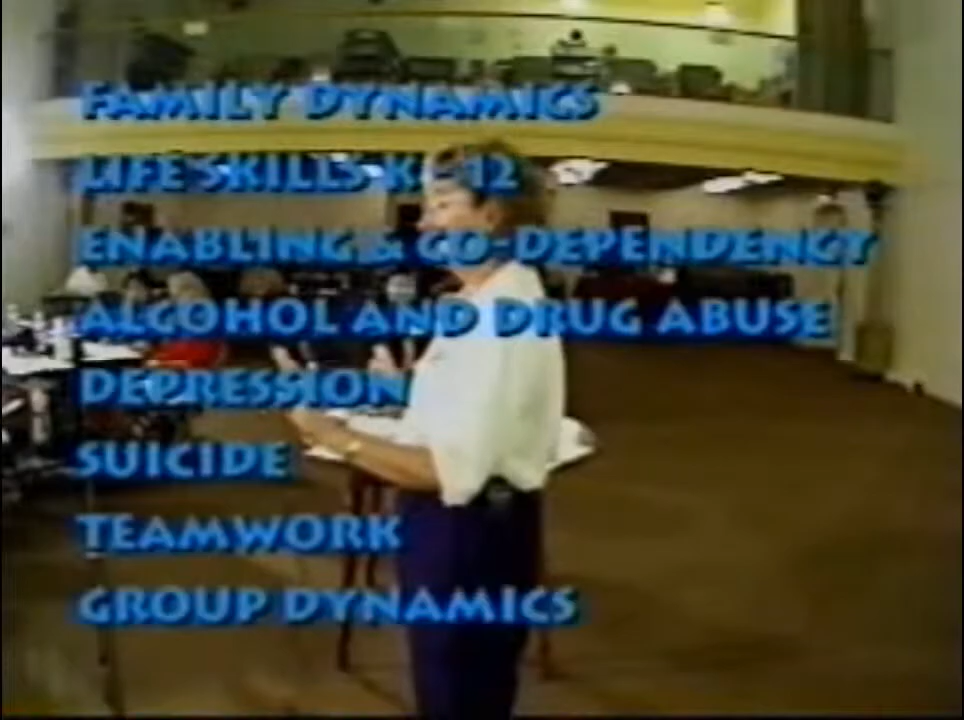 FAMILY DYNAMICS
LIFE SKILLS K - 12
ENABLING & CO-DEPENDENCY
ALCOHOL AND DRUG ABUSE
DEPRESSION
SUICIDE
TEAMWORK
GROUP DYNAMICS